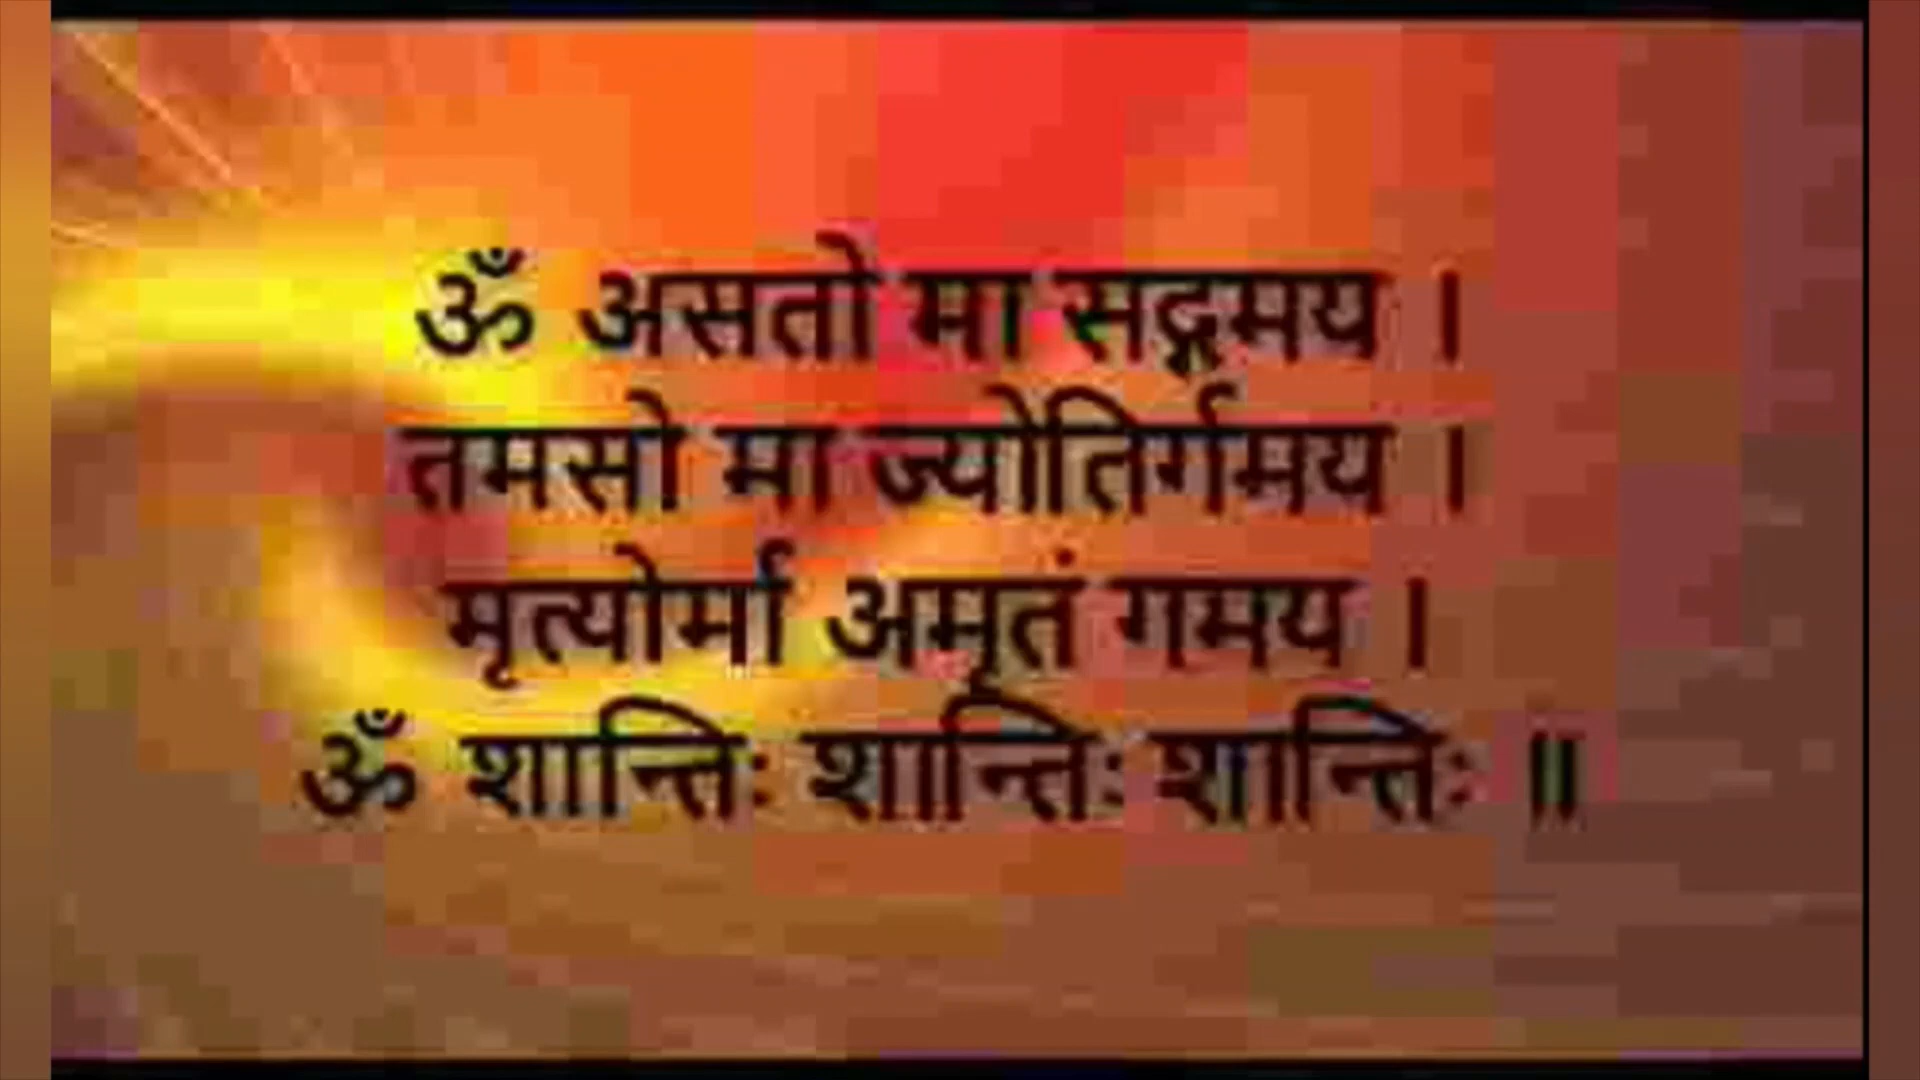 ॐ असतो मा सद्गमय ।
तमसो मा ज्योतिर्गमय ।
मृत्योर्मा अमृतं गमय ।
ॐ शान्तिः शान्तिः शान्तिः ॥